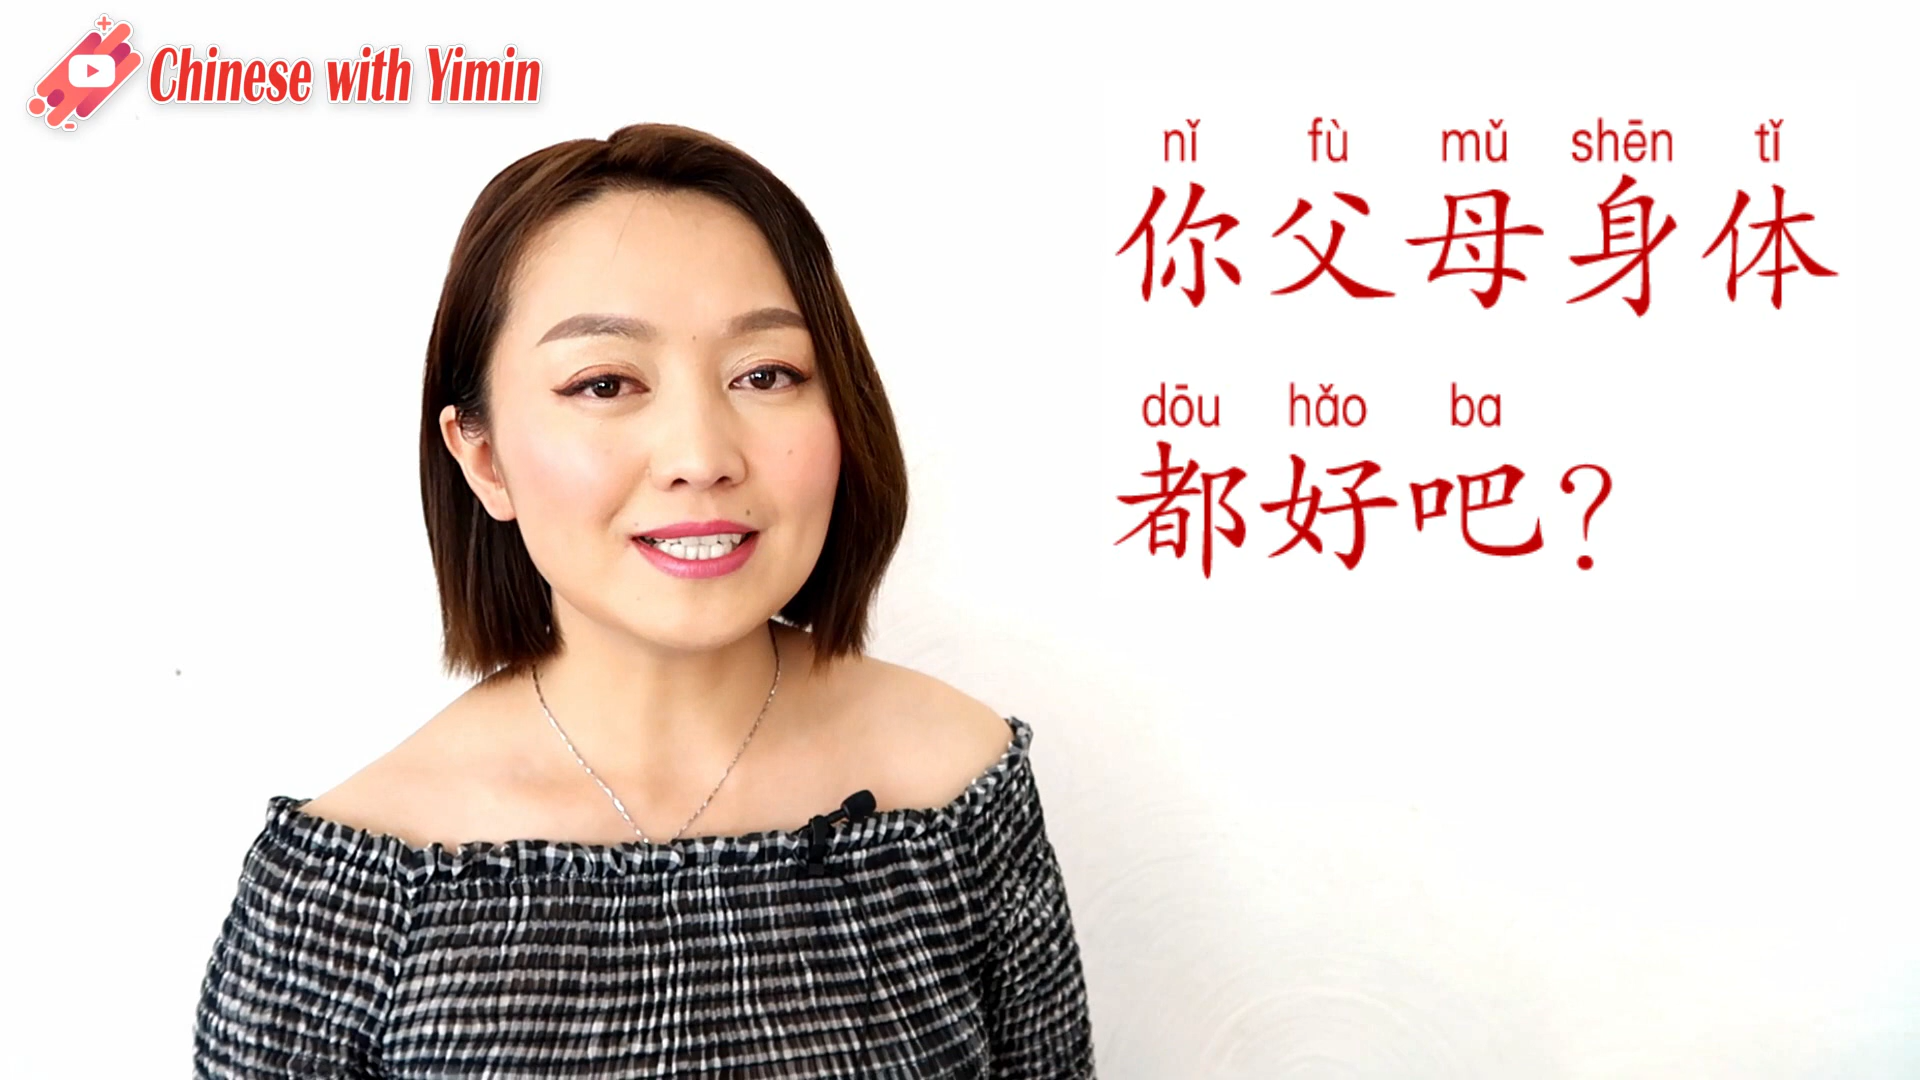 Chinese with Yimin
nǐ fù mǔ shēn tǐ
你父母身体
dōu hǎo ba
都好吧？